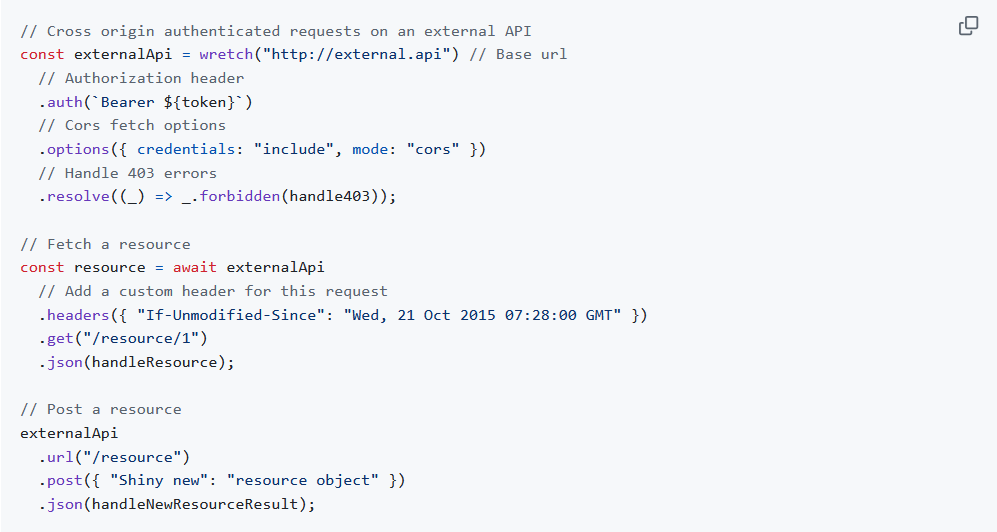 // Cross origin authenticated requests on an external API
const externalApi = wretch("http://external.api") // Base url
  // Authorization header
  .auth(`Bearer ${token}`)
  // Cors fetch options
  .options({ credentials: "include", mode: "cors" })
  // Handle 403 errors
  .resolve((_) => _.forbidden(handle403));

// Fetch a resource
const resource = await externalApi
  // Add a custom header for this request
  .headers({ "If-Unmodified-Since": "Wed, 21 Oct 2015 07:28:00 GMT" })
  .get("/resource/1")
  .json(handleResource);

// Post a resource
externalApi
  .url("/resource")
  .post({ "Shiny new": "resource object" })
  .json(handleNewResourceResult);